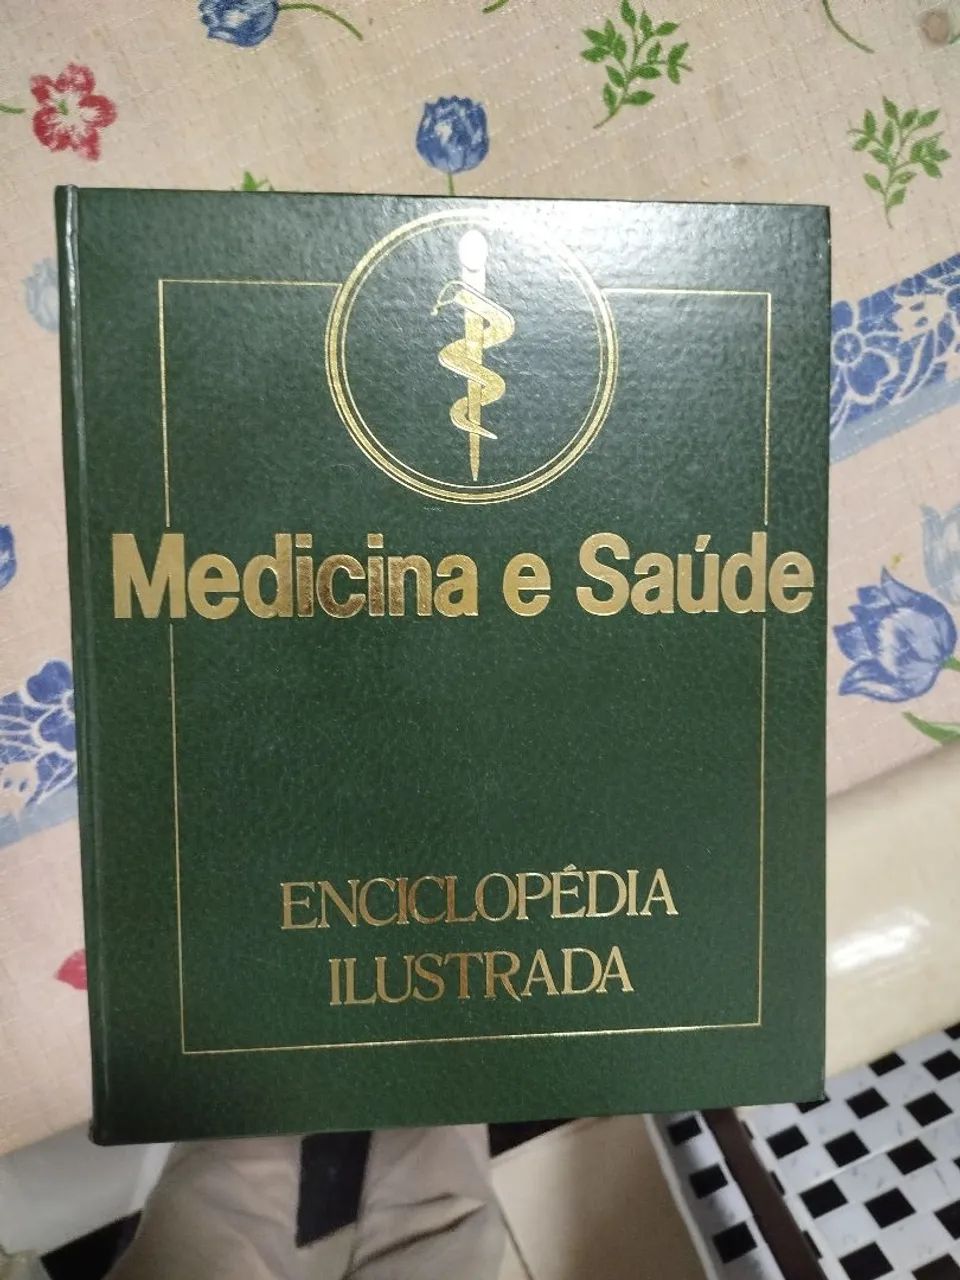 Medicina e Saúde
ENCICLOPÉDIA
ILUSTRADA